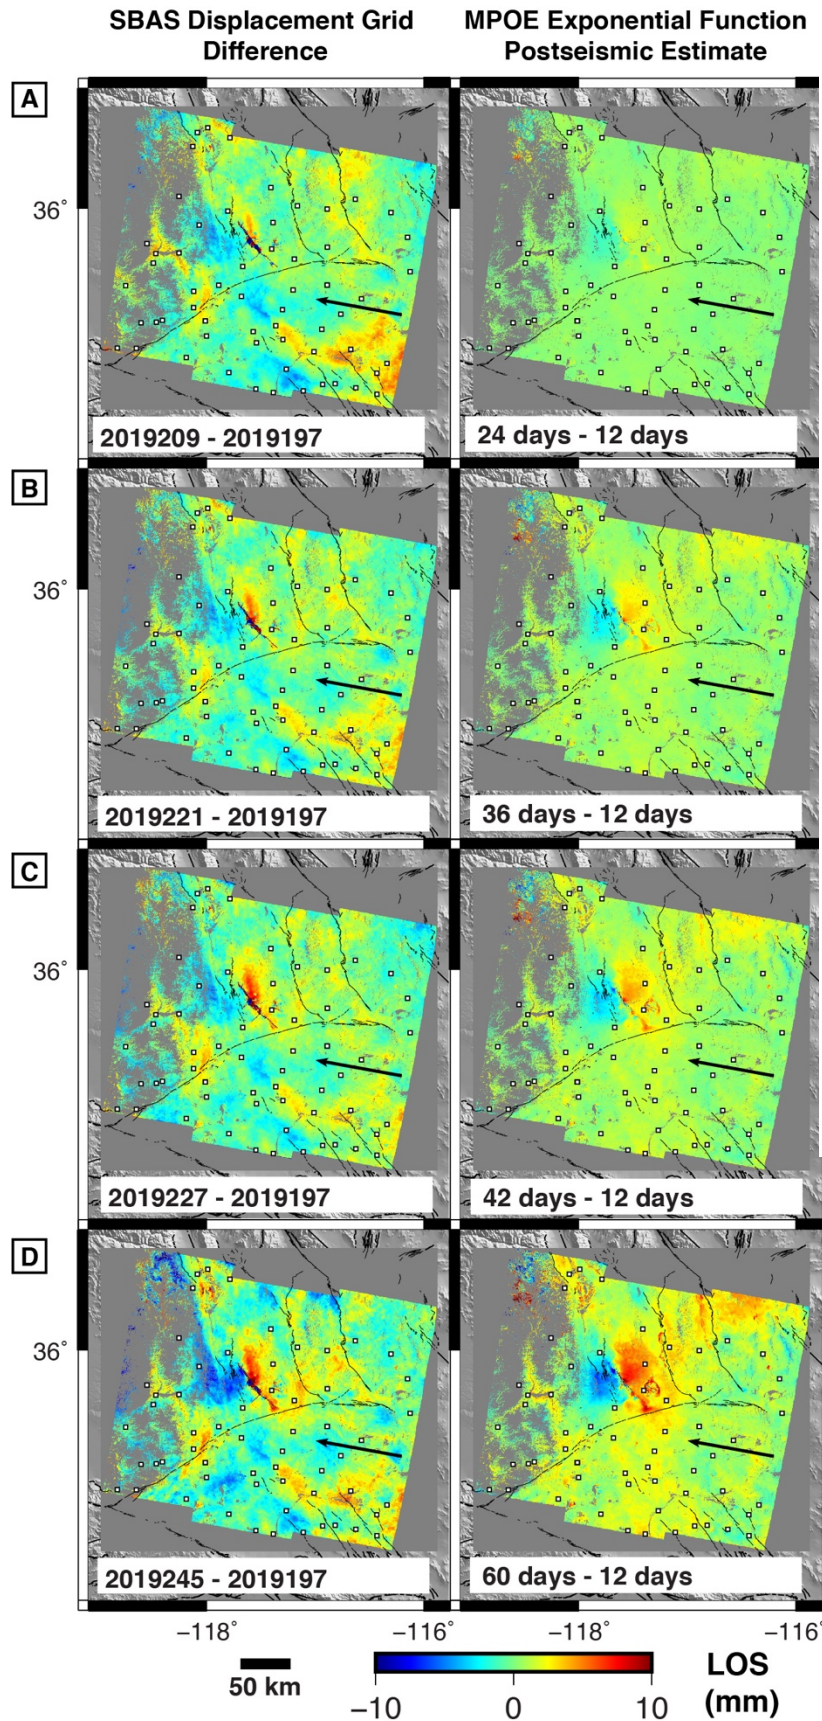 SBAS Displacement Grid
Difference
MPOE Exponential Function
Postseismic Estimate
A
36°
2019209 - 2019197
24 days - 12 days
B
36°
2019221 - 2019197
36 days - 12 days
C
36°
2019227 - 2019197
42 days - 12 days
D
36°
2019245 - 2019197
60 days - 12 days
−118°
−116°
−118°
−116°
50 km
−10
0
10
LOS
(mm)